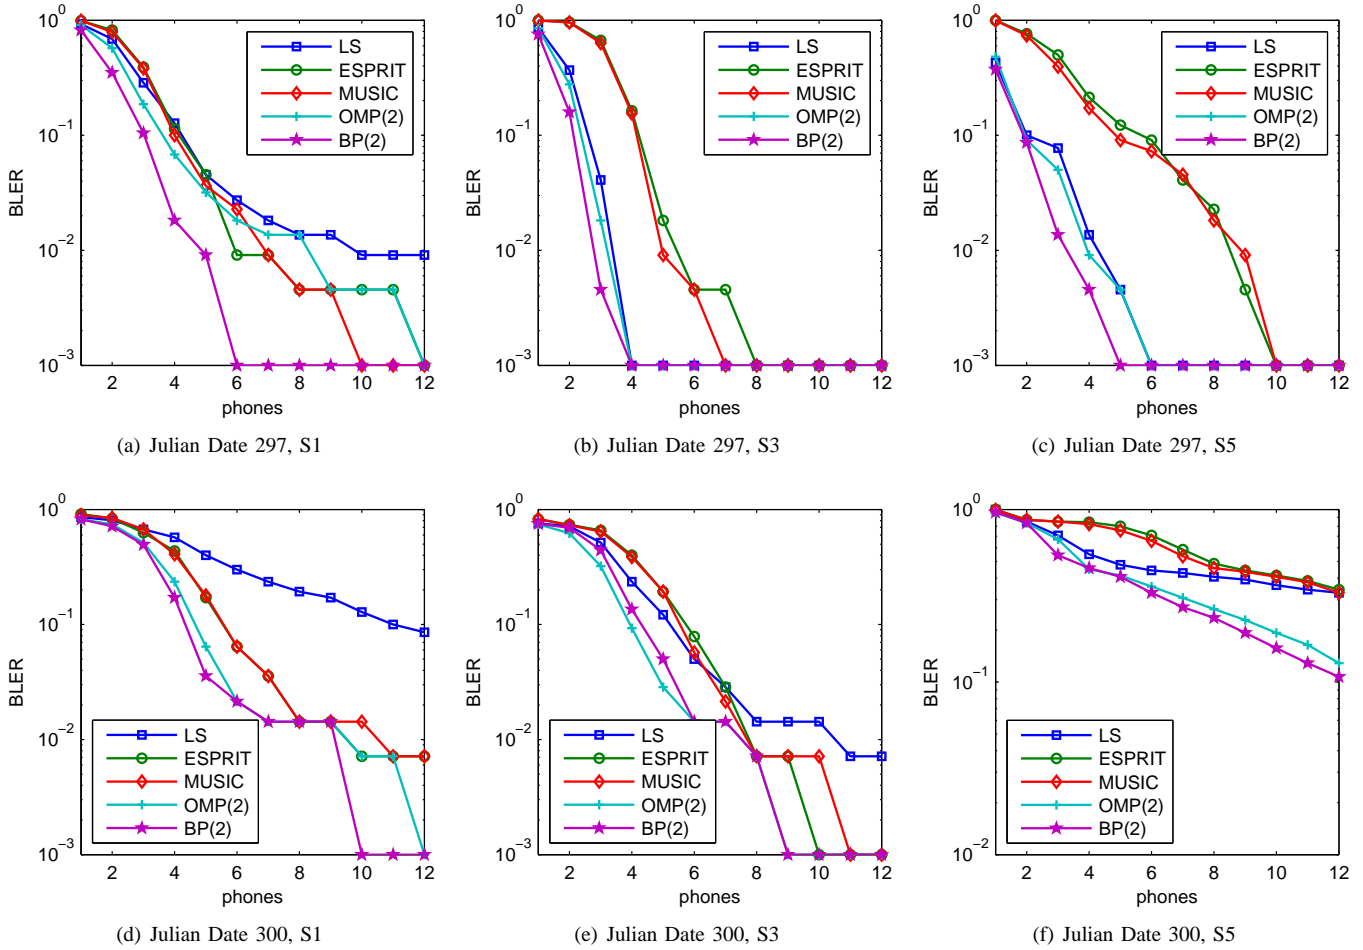 10^0
10^-1
10^-2
10^-3
BLER
2 4 6 8 10 12
phones
LS
ESPRIT
MUSIC
OMP(2)
BP(2)
(a) Julian Date 297, S1
10^0
10^-1
10^-2
10^-3
BLER
2 4 6 8 10 12
phones
LS
ESPRIT
MUSIC
OMP(2)
BP(2)
(b) Julian Date 297, S3
10^0
10^-1
10^-2
10^-3
BLER
2 4 6 8 10 12
phones
LS
ESPRIT
MUSIC
OMP(2)
BP(2)
(c) Julian Date 297, S5
10^0
10^-1
10^-2
10^-3
BLER
2 4 6 8 10 12
phones
LS
ESPRIT
MUSIC
OMP(2)
BP(2)
(d) Julian Date 300, S1
10^0
10^-1
10^-2
10^-3
BLER
2 4 6 8 10 12
phones
LS
ESPRIT
MUSIC
OMP(2)
BP(2)
(e) Julian Date 300, S3
10^0
10^-1
10^-2
BLER
2 4 6 8 10 12
phones
LS
ESPRIT
MUSIC
OMP(2)
BP(2)
(f) Julian Date 300, S5